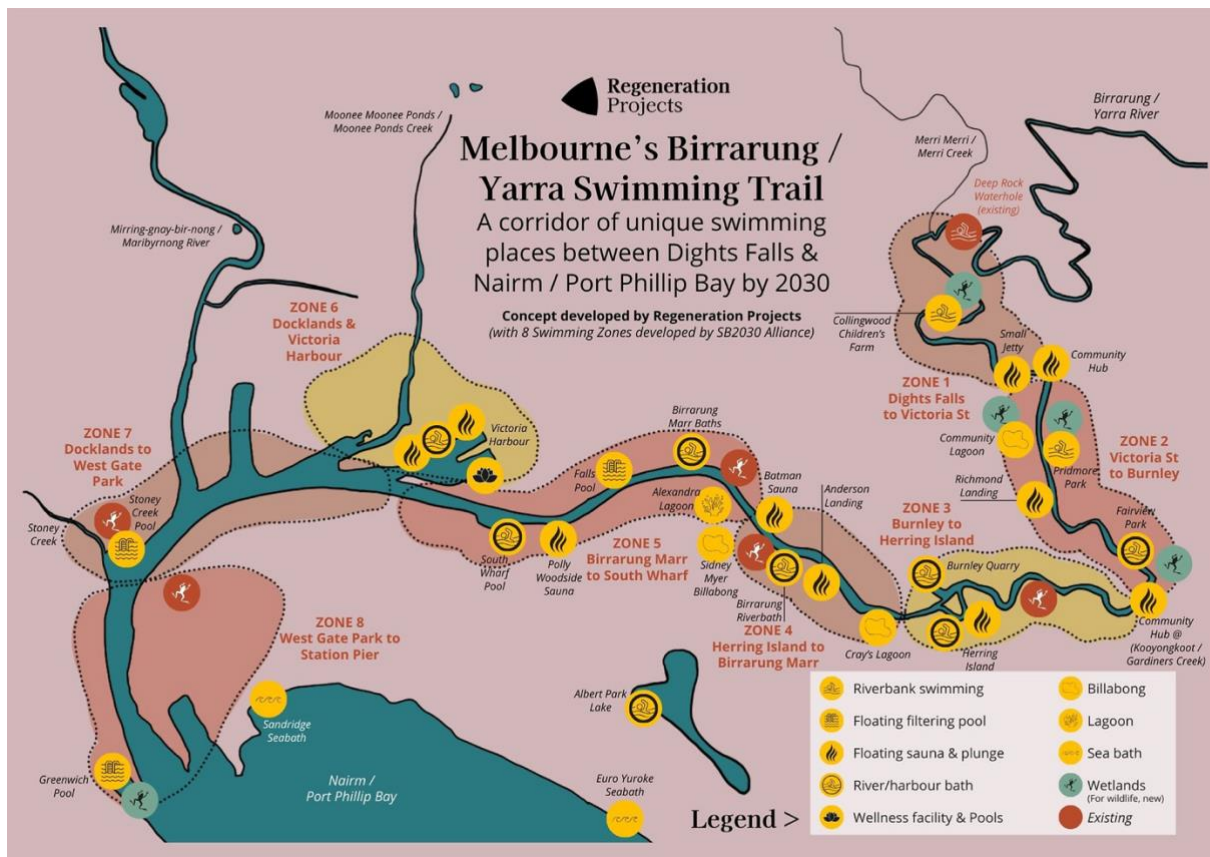 Regeneration
Projects
Melbourne's Birrarung /
Yarra Swimming Trail
A corridor of unique swimming
places between Dights Falls &
Nairm / Port Phillip Bay by 2030
Concept developed by Regeneration Projects
(with 8 Swimming Zones developed by SB2030 Alliance)
Moonee Moonee Ponds /
Moonee Ponds Creek
Mirring-gnay-bir-nong /
Maribyrnong River
Birrarung /
Yarra River
Merri Merri /
Merri Creek
Deep Rock
Waterhole
(existing)
Collingwood
Children's
Farm
Small
Jetty
Community
Hub
ZONE 1
Dights Falls
to Victoria St
Community
Lagoon
Pridmore
Park
ZONE 2
Victoria St
to Burnley
Richmond
Landing
Fairview
Park
ZONE 3
Burnley to
Herring Island
Burnley Quarry
Herring
Island
Community
Hub @
(Kooyongkoot /
Gardiners Creek)
ZONE 6
Docklands &
Victoria
Harbour
Victoria
Harbour
ZONE 7
Docklands to
West Gate
Park
Stoney
Creek
Pool
Stoney
Creek
Birrarung
Marr Baths
Falls
Pool
Alexandra
Lagoon
Batman
Sauna
Anderson
Landing
South
Wharf
Pool
Polly
Woodside
Sauna
ZONE 5
Birrarung Marr
to South Wharf
Sidney
Myer
Billabong
Birrarung
Riverbath
ZONE 4
Herring Island to
Birrarung Marr
Cray's Lagoon
ZONE 8
West Gate Park to
Station Pier
Sandridge
Seabath
Greenwich
Pool
Nairm /
Port Phillip Bay
Albert Park
Lake
Euro Yuroke
Seabath
Legend >
Riverbank swimming
Floating filtering pool
Floating sauna & plunge
River/harbour bath
Wellness facility & Pools
Billabong
Lagoon
Sea bath
Wetlands
(For wildlife, new)
Existing